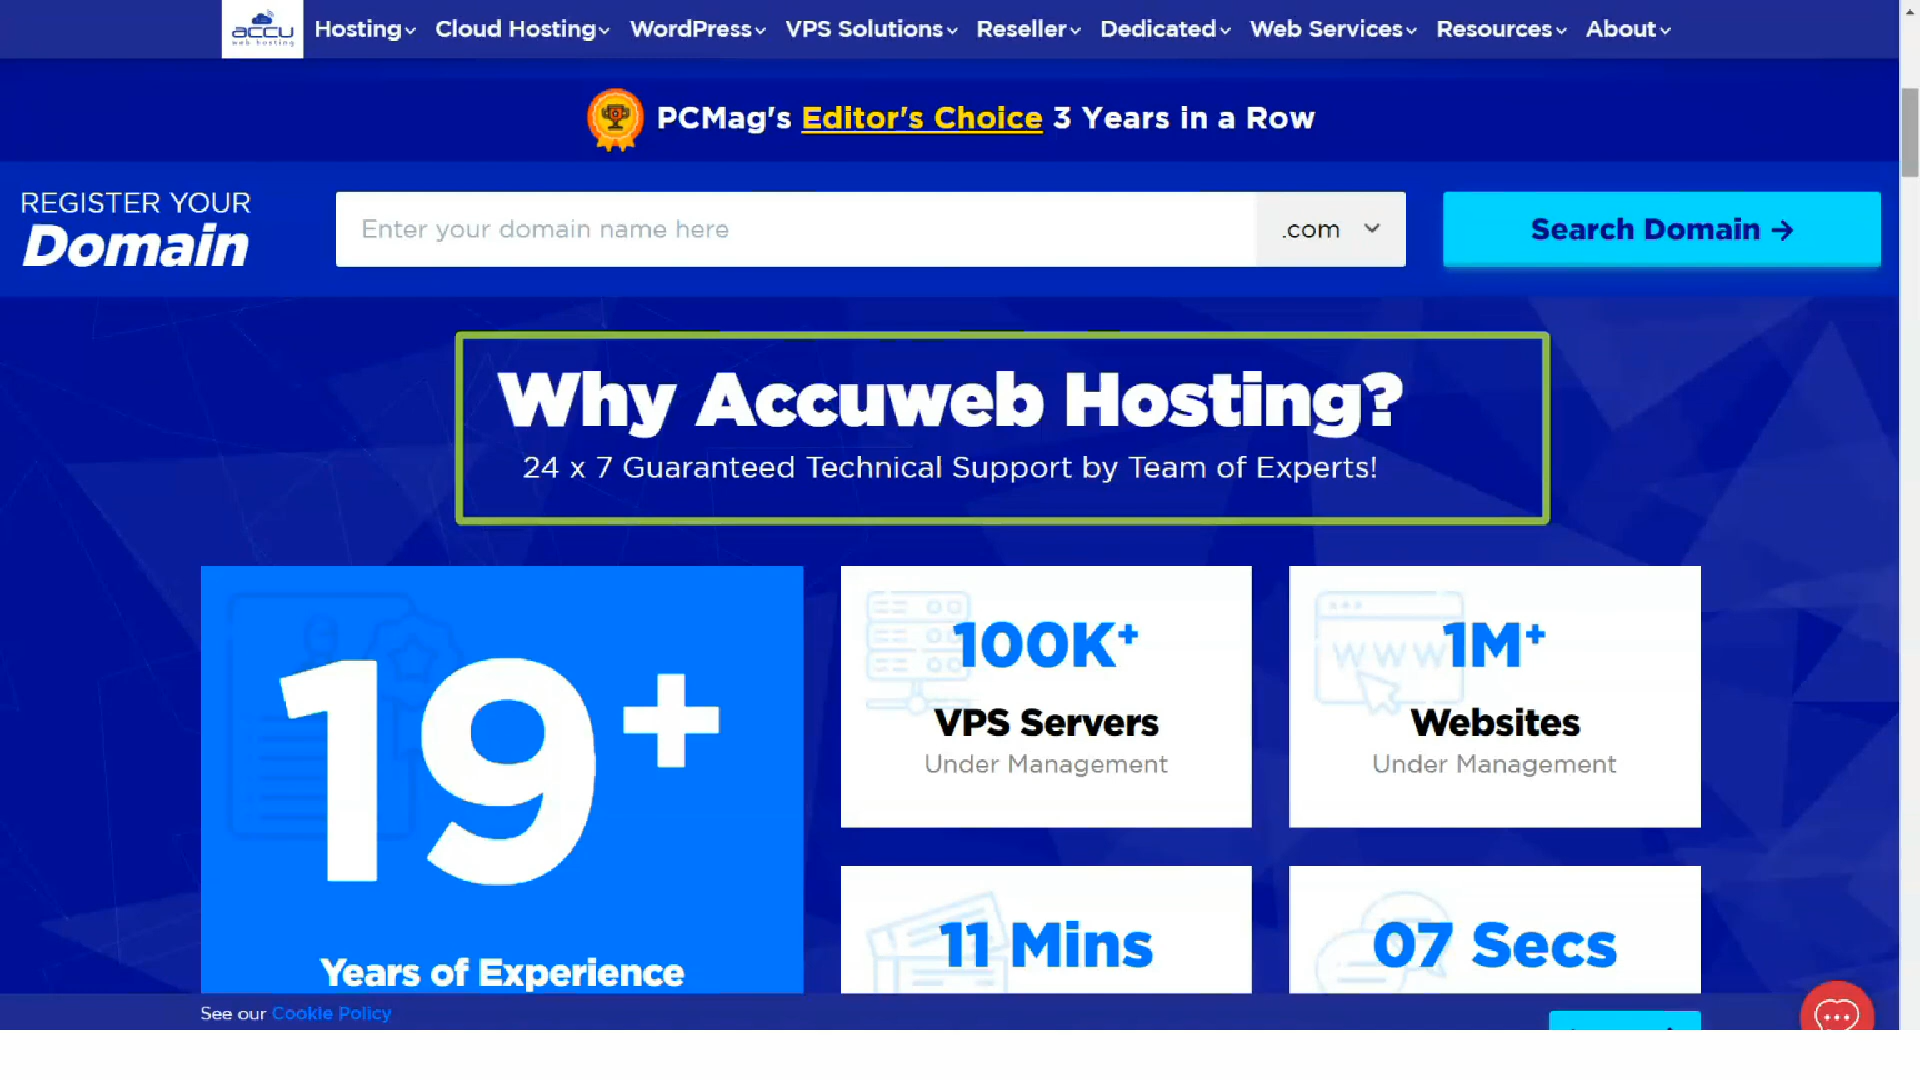 accu
web hosting
Hosting
Cloud Hosting
WordPress
VPS Solutions
Reseller
Dedicated
Web Services
Resources
About
PCMag's Editor's Choice 3 Years in a Row
REGISTER YOUR
Domain
Enter your domain name here
.com
Search Domain →
Why Accuweb Hosting?
24 x 7 Guaranteed Technical Support by Team of Experts!
19+
Years of Experience
100K+
VPS Servers
Under Management
WWW
1M+
Websites
Under Management
11 Mins
07 Secs
See our Cookie Policy